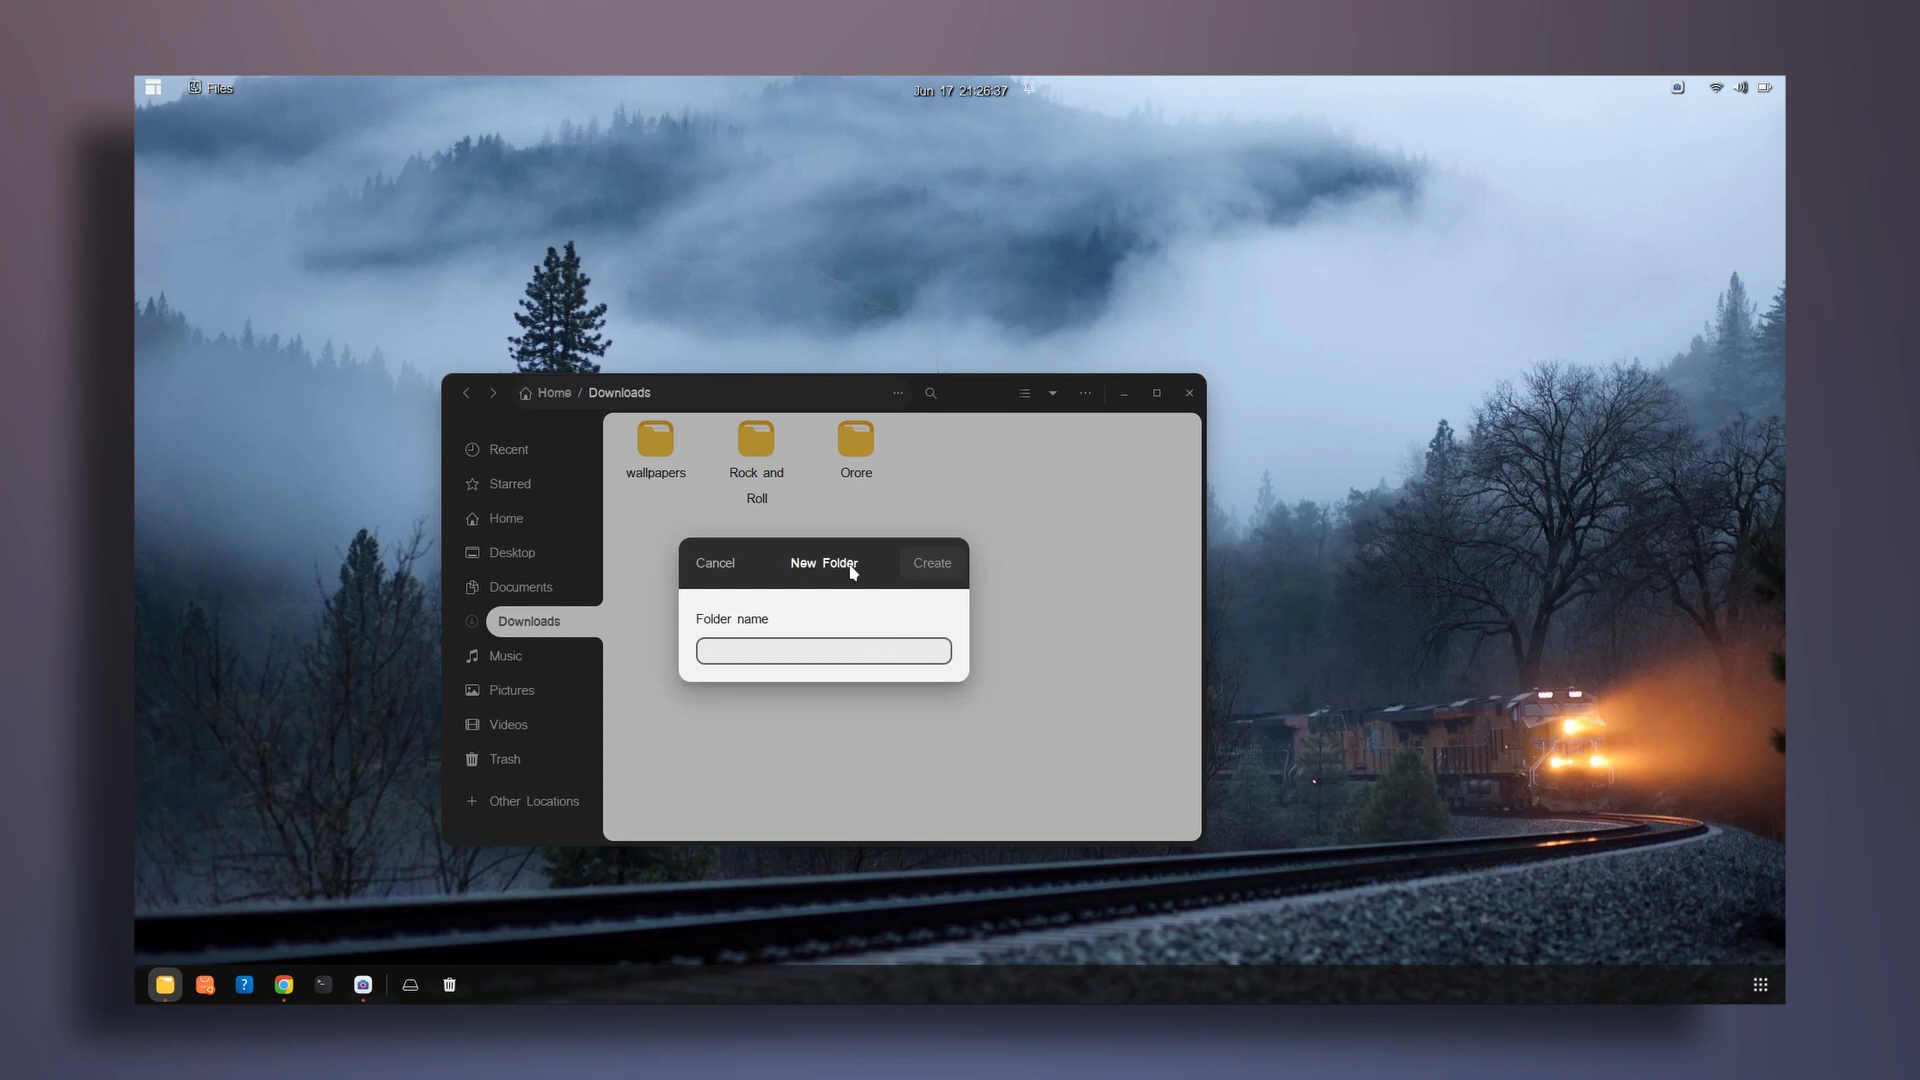 Files
Jun 17 21:26:37
Home / Downloads
Recent
Starred
Home
Desktop
Documents
Downloads
Music
Pictures
Videos
Trash
Other Locations
wallpapers
Rock and
Roll
Orore
Cancel
New Folder
Create
Folder name